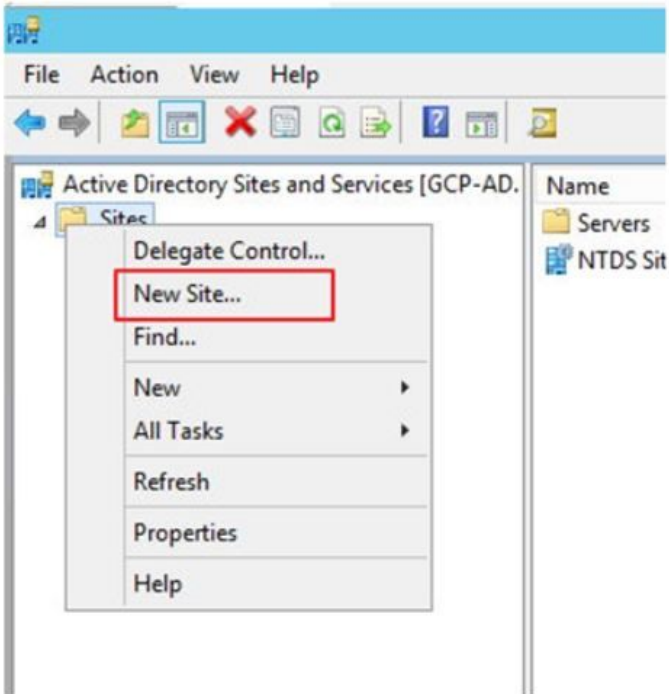 File Action View Help
Active Directory Sites and Services [GCP-AD.
Name
Sites
Servers
NTDS Sit
Delegate Control...
New Site...
Find...
New
All Tasks
Refresh
Properties
Help